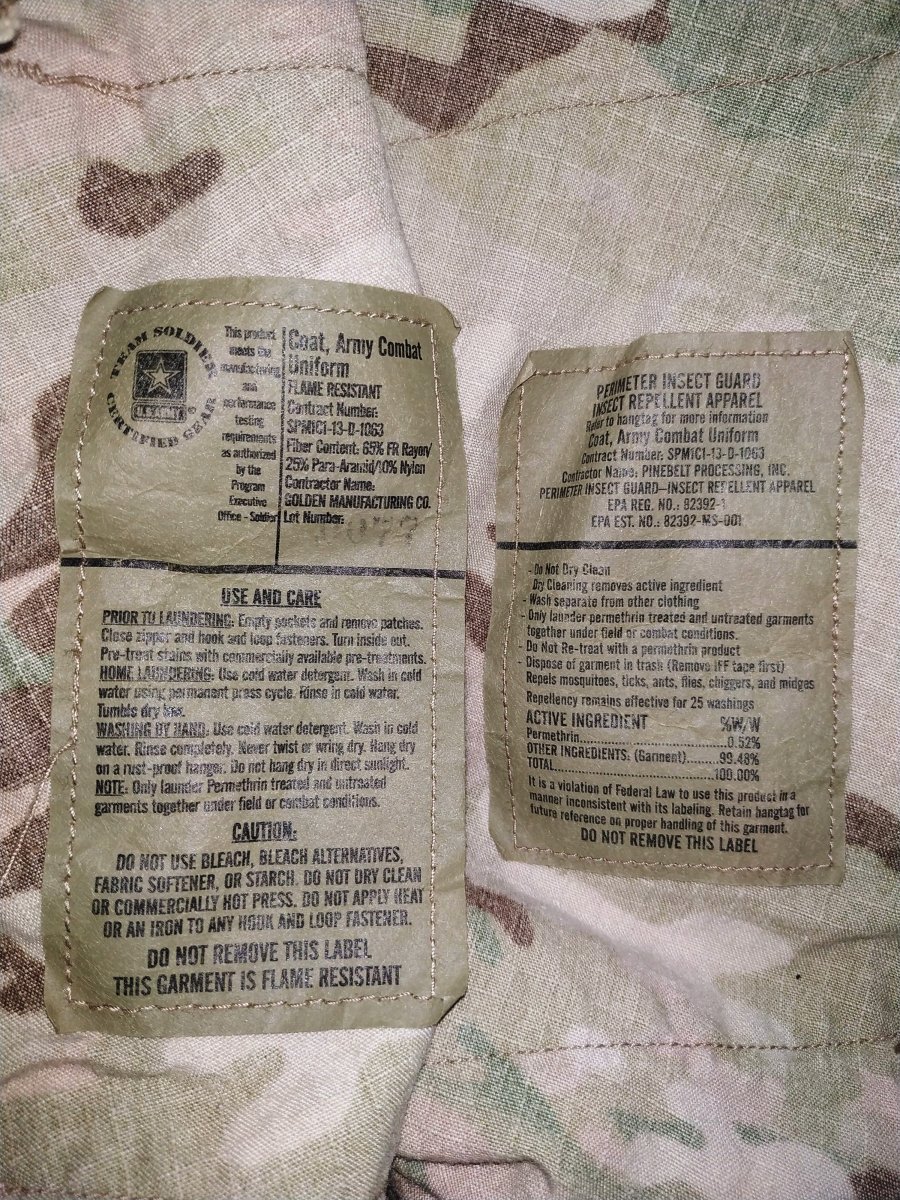 TEAM SOLDIER
U.S. ARMY
CERTIFIED GEAR
This product
meets the
manufacturing
and
performance
testing
requirements
as authorized
by the
Program
Executive
Office - Soldier
Coat, Army Combat
Uniform
FLAME RESISTANT
Contract Number:
SPM1C1-13-D-1063
Fiber Content: 65% FR Rayon/
25% Para-Aramid/10% Nylon
Contractor Name:
GOLDEN MANUFACTURING CO.
Lot Number:
USE AND CARE
PRIOR TO LAUNDERING: Empty pockets and remove patches.
Close zipper and hook and loop fasteners. Turn inside out.
Pre-treat stains with commercially available pre-treatments.
HOME LAUNDERING: Use cold water detergent. Wash in cold
water using permanent press cycle. Rinse in cold water.
Tumble dry low.
WASHING BY HAND: Use cold water detergent. Wash in cold
water. Rinse completely. Never twist or wring dry. Hang dry
on a rust-proof hanger. Do not hang dry in direct sunlight.
NOTE: Only launder Permethrin treated and untreated
garments together under field or combat conditions.
CAUTION:
DO NOT USE BLEACH, BLEACH ALTERNATIVES,
FABRIC SOFTENER, OR STARCH. DO NOT DRY CLEAN
OR COMMERCIALLY HOT PRESS. DO NOT APPLY HEAT
OR AN IRON TO ANY HOOK AND LOOP FASTENER.
DO NOT REMOVE THIS LABEL
THIS GARMENT IS FLAME RESISTANT
PERIMETER INSECT GUARD
INSECT REPELLENT APPAREL
Refer to hangtag for more information
Coat, Army Combat Uniform
Contract Number: SPM1C1-13-D-1063
Contractor Name: PINEBELT PROCESSING, INC.
PERIMETER INSECT GUARD—INSECT REPELLENT APPAREL
EPA REG. NO.: 82392-1
EPA EST. NO.: 82392-MS-001
- Do Not Dry Clean
Dry Cleaning removes active ingredient
- Wash separate from other clothing
- Only launder permethrin treated and untreated garments
together under field or combat conditions.
- Do Not Re-treat with a permethrin product
- Dispose of garment in trash (Remove IFF tape first)
Repels mosquitoes, ticks, ants, flies, chiggers, and midges
Repellency remains effective for 25 washings
ACTIVE INGREDIENT %W/W
Permethrin..............................0.52%
OTHER INGREDIENTS: (Garment)........99.48%
TOTAL...................................100.00%
It is a violation of Federal Law to use this product in a
manner inconsistent with its labeling. Retain hangtag for
future reference on proper handling of this garment.
DO NOT REMOVE THIS LABEL